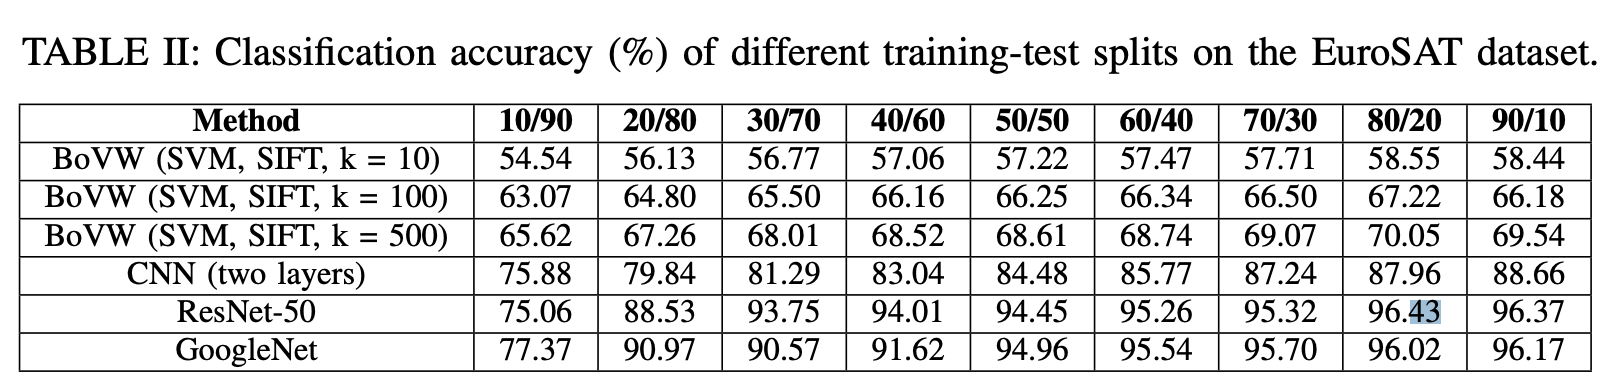 TABLE II: Classification accuracy (%) of different training-test splits on the EuroSAT dataset.
Method 10/90 20/80 30/70 40/60 50/50 60/40 70/30 80/20 90/10
BoVW (SVM, SIFT, k = 10) 54.54 56.13 56.77 57.06 57.22 57.47 57.71 58.55 58.44
BoVW (SVM, SIFT, k = 100) 63.07 64.80 65.50 66.16 66.25 66.34 66.50 67.22 66.18
BoVW (SVM, SIFT, k = 500) 65.62 67.26 68.01 68.52 68.61 68.74 69.07 70.05 69.54
CNN (two layers) 75.88 79.84 81.29 83.04 84.48 85.77 87.24 87.96 88.66
ResNet-50 75.06 88.53 93.75 94.01 94.45 95.26 95.32 96.43 96.37
GoogleNet 77.37 90.97 90.57 91.62 94.96 95.54 95.70 96.02 96.17